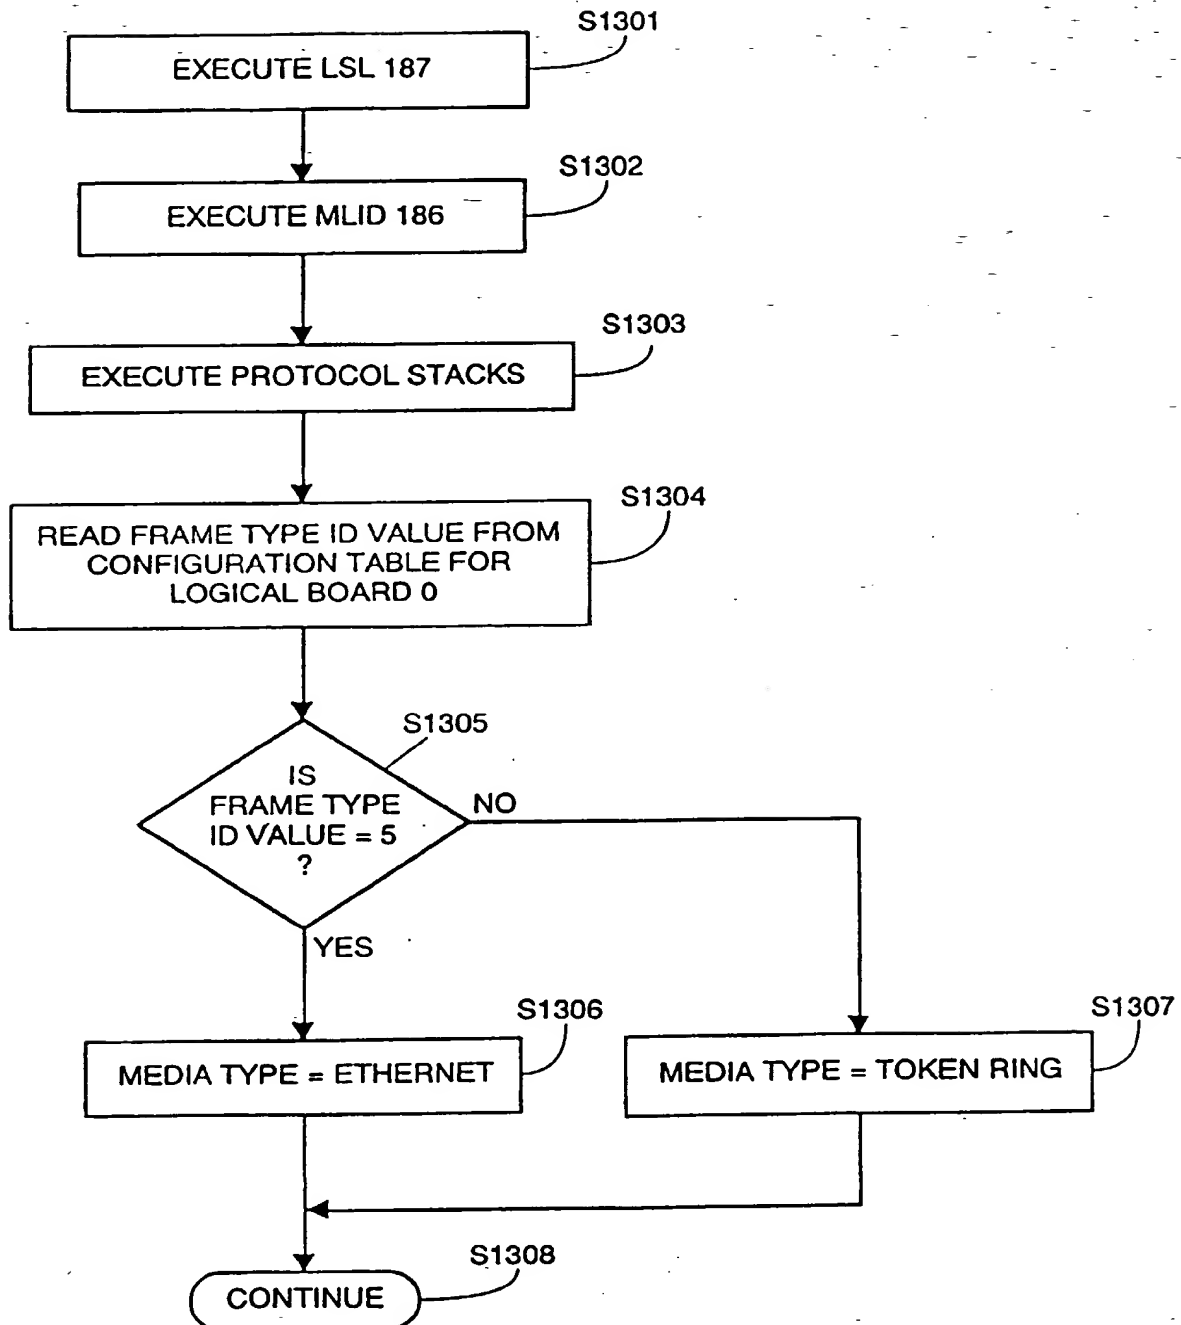 S1301
EXECUTE LSL 187
S1302
EXECUTE MLID 186
S1303
EXECUTE PROTOCOL STACKS
S1304
READ FRAME TYPE ID VALUE FROM
CONFIGURATION TABLE FOR
LOGICAL BOARD 0
S1305
IS
FRAME TYPE
ID VALUE = 5
?
NO
YES
S1306
MEDIA TYPE = ETHERNET
S1307
MEDIA TYPE = TOKEN RING
S1308
CONTINUE